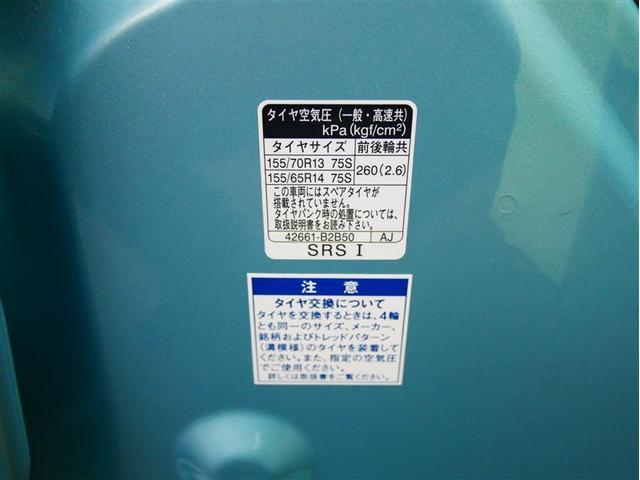 タイヤ空気圧(一般・高速共)
kPa(kgf/cm²)
タイヤサイズ 前後輪共
155/70R13 75S
155/65R14 75S
260(2.6)
この車両にはスペアタイヤが
搭載されていません。
タイヤパンク時の処置については、
取扱説明書をお読み下さい。
42661-B2B50 AJ
SRS I
注 意
タイヤ交換について
タイヤを交換するときは、4輪
とも同一のサイズ、メーカー、
銘柄およびトレッドパターン
(溝模様)のタイヤを装着して
ください。また、指定の空気圧
でご使用ください。
詳しくは取扱書をご覧ください。